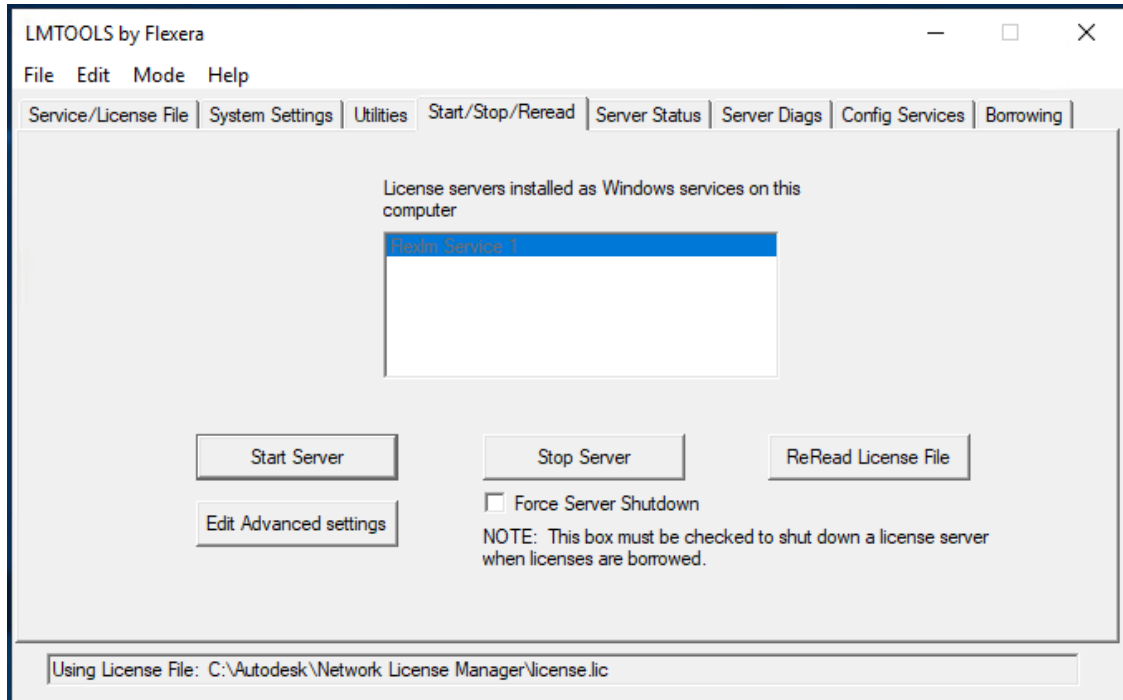 LMTOOLS by Flexera
File Edit Mode Help
Service/License File System Settings Utilities Start/Stop/Reread Server Status Server Diags Config Services Borrowing
License servers installed as Windows services on this
computer
Flexlm Service 1
Start Server Stop Server ReRead License File
Edit Advanced settings
Force Server Shutdown
NOTE: This box must be checked to shut down a license server
when licenses are borrowed.
Using License File: C:\Autodesk\Network License Manager\license.lic